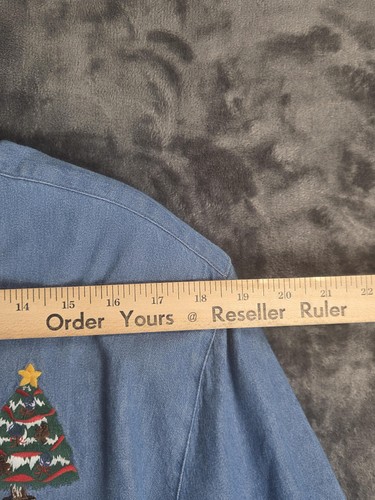 14 15 16 17 18 19 20 21 22
Order Yours @ Reseller Ruler